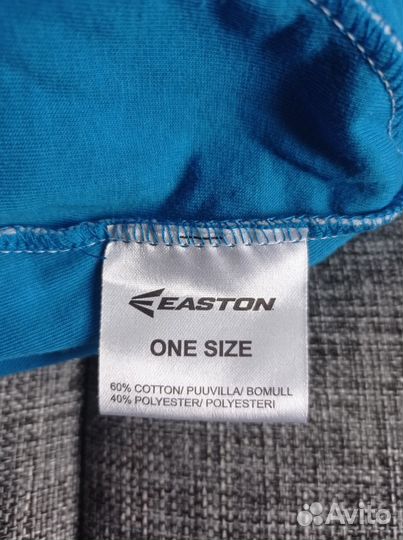 EASTON
ONE SIZE
60% COTTON/ PUUVILLA/ BOMULL
40% POLYESTER/ POLYESTERI
Avito